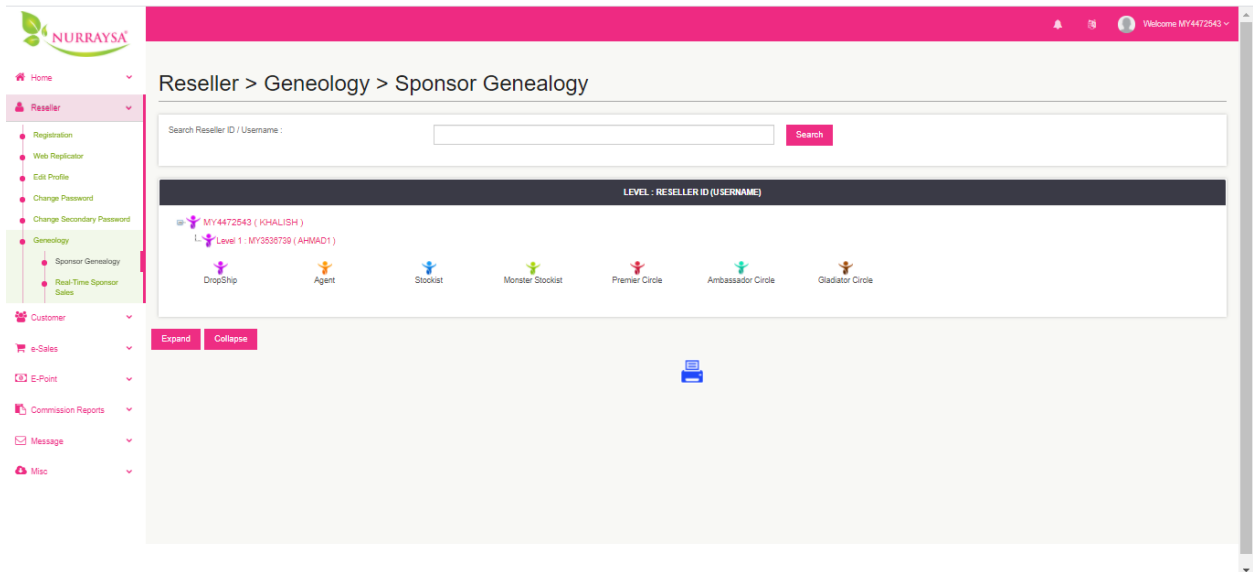 NURRAYSA
Welcome MY4472543
Home
Reseller
Registration
Web Replicator
Edit Profile
Change Password
Change Secondary Password
Geneology
Sponsor Genealogy
Real-Time Sponsor
Sales
Customer
e-Sales
E-Point
Commission Reports
Message
Misc
Reseller > Geneology > Sponsor Genealogy
Search Reseller ID / Username :
Search
LEVEL : RESELLER ID (USERNAME)
MY4472543 ( KHALISH )
Level 1 : MY3536739 ( AHMAD1 )
DropShip Agent Stockist Monster Stockist Premier Circle Ambassador Circle Gladiator Circle
Expand Collapse